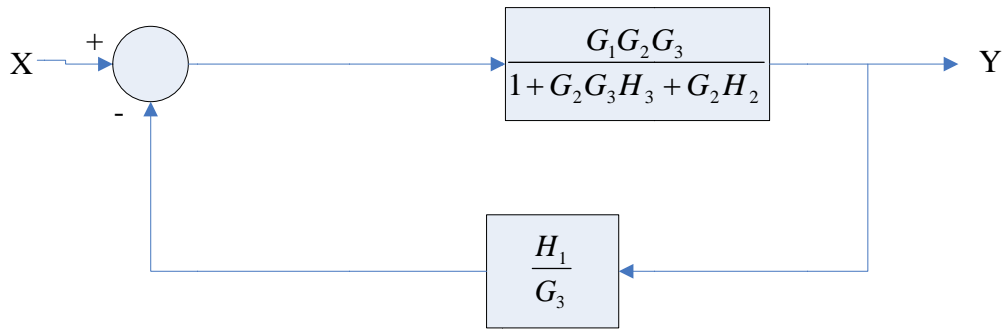 X
+
-
G₁G₂G₃
1+G₂G₃H₃+G₂H₂
Y
H₁
G₃